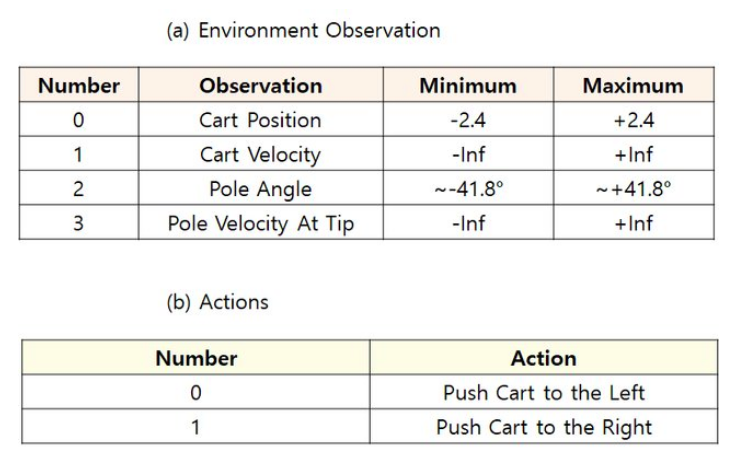 (a) Environment Observation
Number Observation Minimum Maximum
0 Cart Position -2.4 +2.4
1 Cart Velocity -Inf +Inf
2 Pole Angle ~-41.8° ~+41.8°
3 Pole Velocity At Tip -Inf +Inf
(b) Actions
Number Action
0 Push Cart to the Left
1 Push Cart to the Right